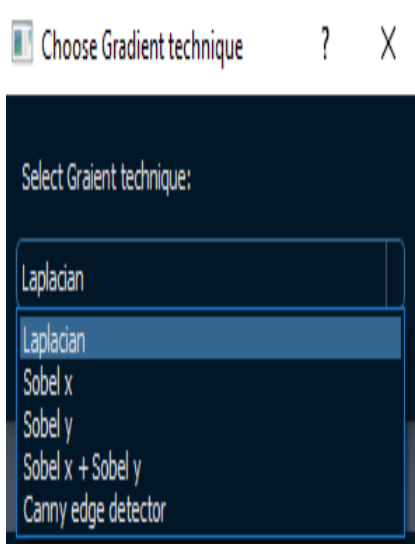 Choose Gradient technique ? X
Select Graient technique:
Laplacian
Laplacian
Sobel x
Sobel y
Sobel x + Sobel y
Canny edge detector